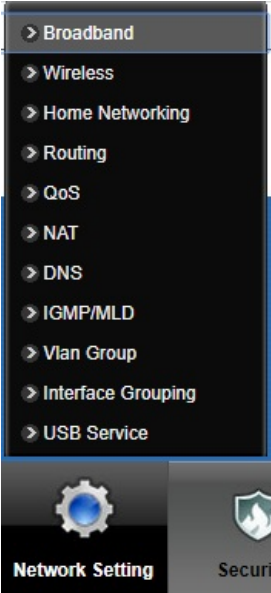 Broadband
Wireless
Home Networking
Routing
QoS
NAT
DNS
IGMP/MLD
Vlan Group
Interface Grouping
USB Service
Network Setting